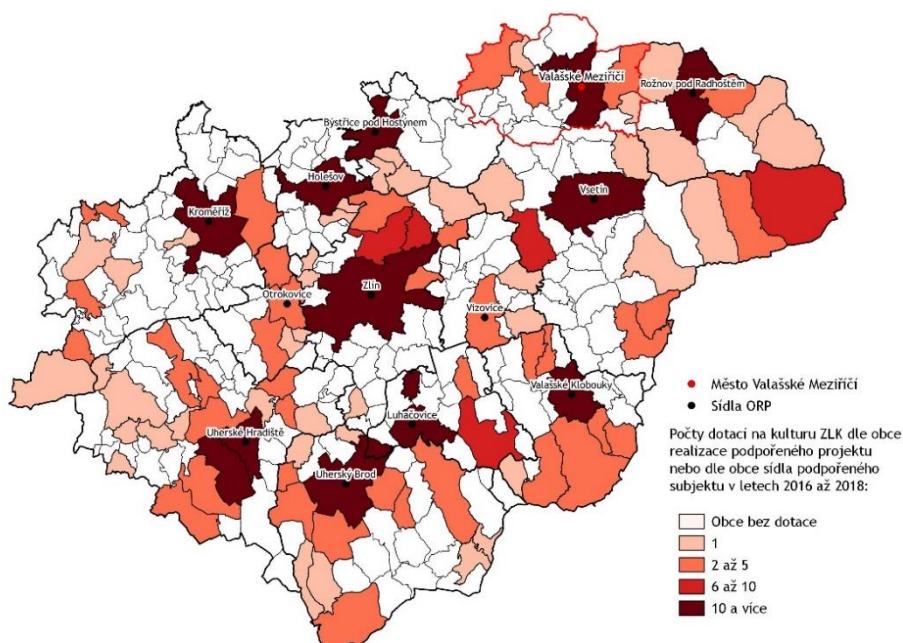 Valašské Meziříčí
Rožnov pod Radhoštěm
Bystřice pod Hostýnem
Holešov
Vsetín
Kroměříž
Zlín
Otrokovice
Vizovice
Valašské Klobouky
Luhačovice
Uherské Hradiště
Uherský Brod
Město Valašské Meziříčí
Sídla ORP
Počty dotací na kulturu ZLK dle obce
realizace podpořeného projektu
nebo dle obce sídla podpořeného
subjektu v letech 2016 až 2018:
Obce bez dotace
1
2 až 5
6 až 10
10 a více